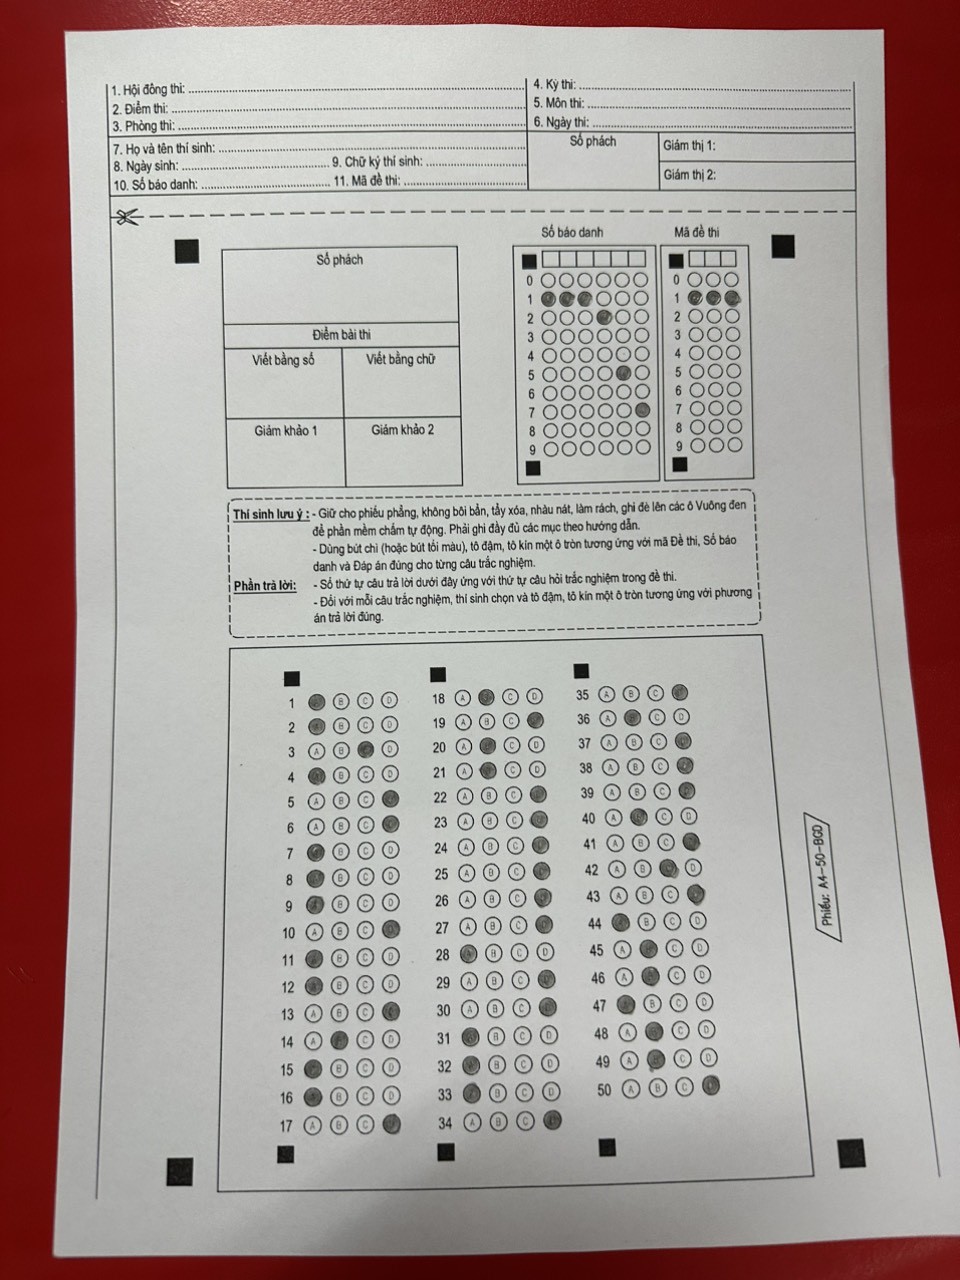 1. Hội đồng thi: ........................ 4. Kỳ thi: ........................
2. Điểm thi: ........................ 5. Môn thi: ........................
3. Phòng thi: ........................ 6. Ngày thi: ........................
7. Họ và tên thí sinh: ........................
8. Ngày sinh: ........................ 9. Chữ ký thí sinh: ........................
10. Số báo danh: ........................ 11. Mã đề thi: ........................
Số phách
Giám thị 1:
Giám thị 2:
Số phách
Điểm bài thi
Viết bằng số Viết bằng chữ
Giám khảo 1 Giám khảo 2
Số báo danh Mã đề thi
0 0
1 1
2 2
3 3
4 4
5 5
6 6
7 7
8 8
9 9
Thí sinh lưu ý : - Giữ cho phiếu phẳng, không bôi bẩn, tẩy xóa, nhàu nát, làm rách, ghi đè lên các ô Vuông đen
để phần mềm chấm tự động. Phải ghi đầy đủ các mục theo hướng dẫn.
- Dùng bút chì (hoặc bút tối màu), tô đậm, tô kín một ô tròn tương ứng với mã Đề thi, Số báo
danh và Đáp án đúng cho từng câu trắc nghiệm.
Phần trả lời: - Số thứ tự câu trả lời dưới đây ứng với thứ tự câu hỏi trắc nghiệm trong đề thi.
- Đối với mỗi câu trắc nghiệm, thí sinh chọn và tô đậm, tô kín một ô tròn tương ứng với phương
án trả lời đúng.
1 B C D
2 B C D
3 A B D
4 B C D
5 A B C
6 A B C
7 B C D
8 B C D
9 B C D
10 A B C
11 B C D
12 B C D
13 A B C
14 A C D
15 B C D
16 B C D
17 A B C
18 A C D
19 A B C
20 A C D
21 A C D
22 A B C
23 A B C
24 A B C
25 A B C
26 A B C
27 A B C
28 B C D
29 A B C
30 A B C
31 B C D
32 B C D
33 B C D
34 A B C
35 A B C
36 A C D
37 A B C
38 A B C
39 A B C
40 A C D
41 A B C
42 A B D
43 A B C
44 B C D
45 A C D
46 A C D
47 B C D
48 A C D
49 A C D
50 A B C
Phiếu: A4-50-BGD